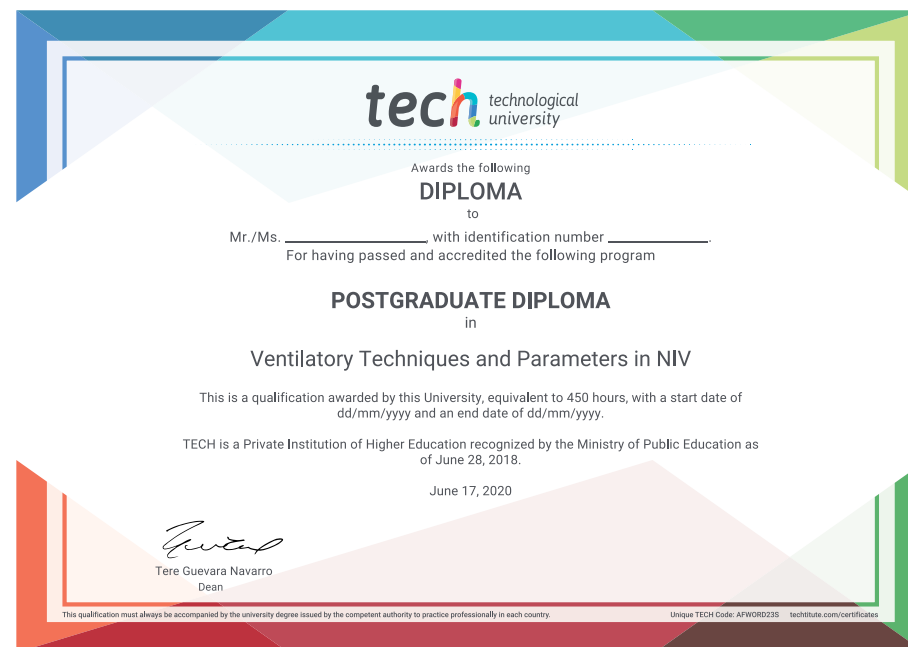 tech technological
university
Awards the following
DIPLOMA
to
Mr./Ms. ____________________, with identification number ______________.
For having passed and accredited the following program
POSTGRADUATE DIPLOMA
in
Ventilatory Techniques and Parameters in NIV
This is a qualification awarded by this University, equivalent to 450 hours, with a start date of
dd/mm/yyyy and an end date of dd/mm/yyyy.
TECH is a Private Institution of Higher Education recognized by the Ministry of Public Education as
of June 28, 2018.
June 17, 2020
Tere Guevara Navarro
Dean
This qualification must always be accompanied by the university degree issued by the competent authority to practice professionally in each country. Unique TECH Code: AFWORD23S techtitute.com/certificates